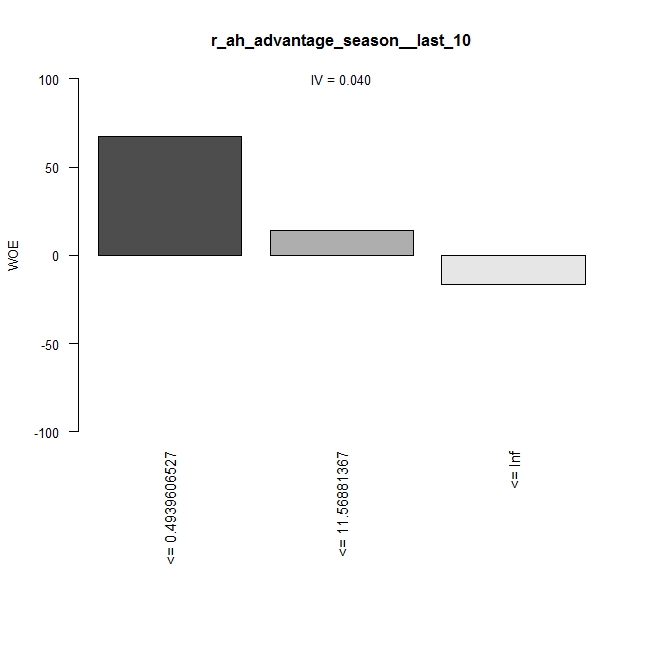 r_ah_advantage_season__last_10
IV = 0.040
100
50
0
-50
-100
WOE
<= 0.4939606527
<= 11.56881367
<= Inf